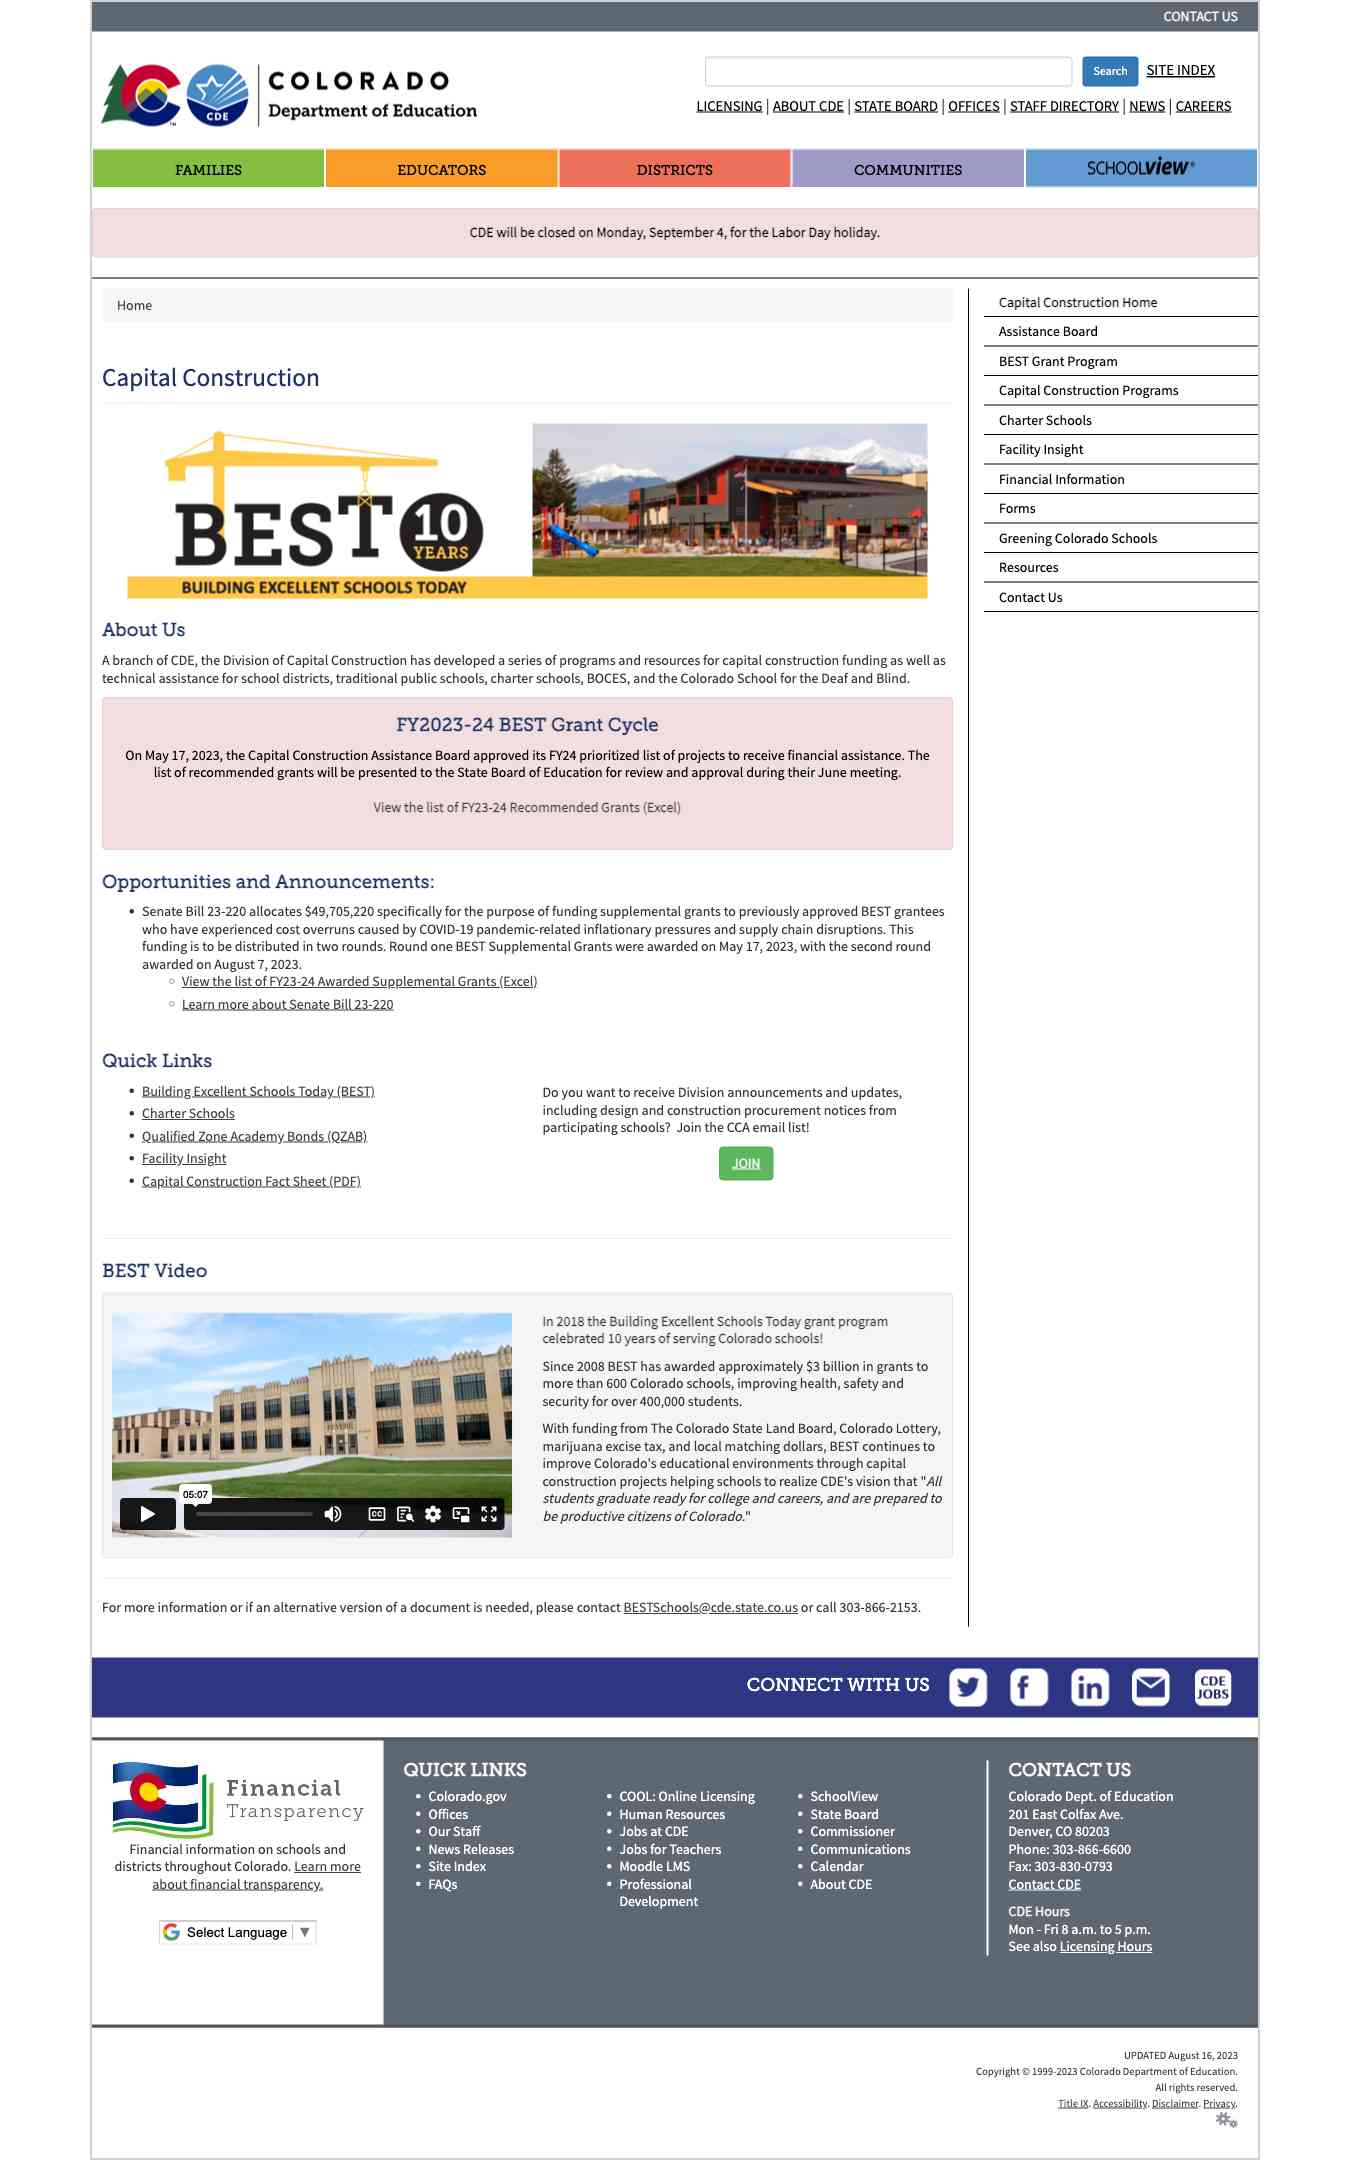 CONTACT US
COLORADO
Department of Education
CDE
TM
Search
SITE INDEX
LICENSING | ABOUT CDE | STATE BOARD | OFFICES | STAFF DIRECTORY | NEWS | CAREERS
FAMILIES
EDUCATORS
DISTRICTS
COMMUNITIES
SCHOOLVIEW®
CDE will be closed on Monday, September 4, for the Labor Day holiday.
Home
Capital Construction
BEST 10 YEARS
BUILDING EXCELLENT SCHOOLS TODAY
About Us
A branch of CDE, the Division of Capital Construction has developed a series of programs and resources for capital construction funding as well as
technical assistance for school districts, traditional public schools, charter schools, BOCES, and the Colorado School for the Deaf and Blind.
FY2023-24 BEST Grant Cycle
On May 17, 2023, the Capital Construction Assistance Board approved its FY24 prioritized list of projects to receive financial assistance. The
list of recommended grants will be presented to the State Board of Education for review and approval during their June meeting.
View the list of FY23-24 Recommended Grants (Excel)
Opportunities and Announcements:
• Senate Bill 23-220 allocates $49,705,220 specifically for the purpose of funding supplemental grants to previously approved BEST grantees
who have experienced cost overruns caused by COVID-19 pandemic-related inflationary pressures and supply chain disruptions. This
funding is to be distributed in two rounds. Round one BEST Supplemental Grants were awarded on May 17, 2023, with the second round
awarded on August 7, 2023.
View the list of FY23-24 Awarded Supplemental Grants (Excel)
Learn more about Senate Bill 23-220
Quick Links
• Building Excellent Schools Today (BEST)
• Charter Schools
• Qualified Zone Academy Bonds (QZAB)
• Facility Insight
• Capital Construction Fact Sheet (PDF)
Do you want to receive Division announcements and updates,
including design and construction procurement notices from
participating schools?  Join the CCA email list!
JOIN
BEST Video
05:07
CC
In 2018 the Building Excellent Schools Today grant program
celebrated 10 years of serving Colorado schools!
Since 2008 BEST has awarded approximately $3 billion in grants to
more than 600 Colorado schools, improving health, safety and
security for over 400,000 students.
With funding from The Colorado State Land Board, Colorado Lottery,
marijuana excise tax, and local matching dollars, BEST continues to
improve Colorado's educational environments through capital
construction projects helping schools to realize CDE's vision that "All
students graduate ready for college and careers, and are prepared to
be productive citizens of Colorado."
For more information or if an alternative version of a document is needed, please contact BESTSchools@cde.state.co.us or call 303-866-2153.
Capital Construction Home
Assistance Board
BEST Grant Program
Capital Construction Programs
Charter Schools
Facility Insight
Financial Information
Forms
Greening Colorado Schools
Resources
Contact Us
CONNECT WITH US
CDE
JOBS
Financial
Transparency
Financial information on schools and
districts throughout Colorado. Learn more
about financial transparency.
Select Language ▼
QUICK LINKS
• Colorado.gov
• Offices
• Our Staff
• News Releases
• Site Index
• FAQs
• COOL: Online Licensing
• Human Resources
• Jobs at CDE
• Jobs for Teachers
• Moodle LMS
• Professional
Development
• SchoolView
• State Board
• Commissioner
• Communications
• Calendar
• About CDE
CONTACT US
Colorado Dept. of Education
201 East Colfax Ave.
Denver, CO 80203
Phone: 303-866-6600
Fax: 303-830-0793
Contact CDE
CDE Hours
Mon - Fri 8 a.m. to 5 p.m.
See also Licensing Hours
UPDATED August 16, 2023
Copyright © 1999-2023 Colorado Department of Education.
All rights reserved.
Title IX. Accessibility. Disclaimer. Privacy.